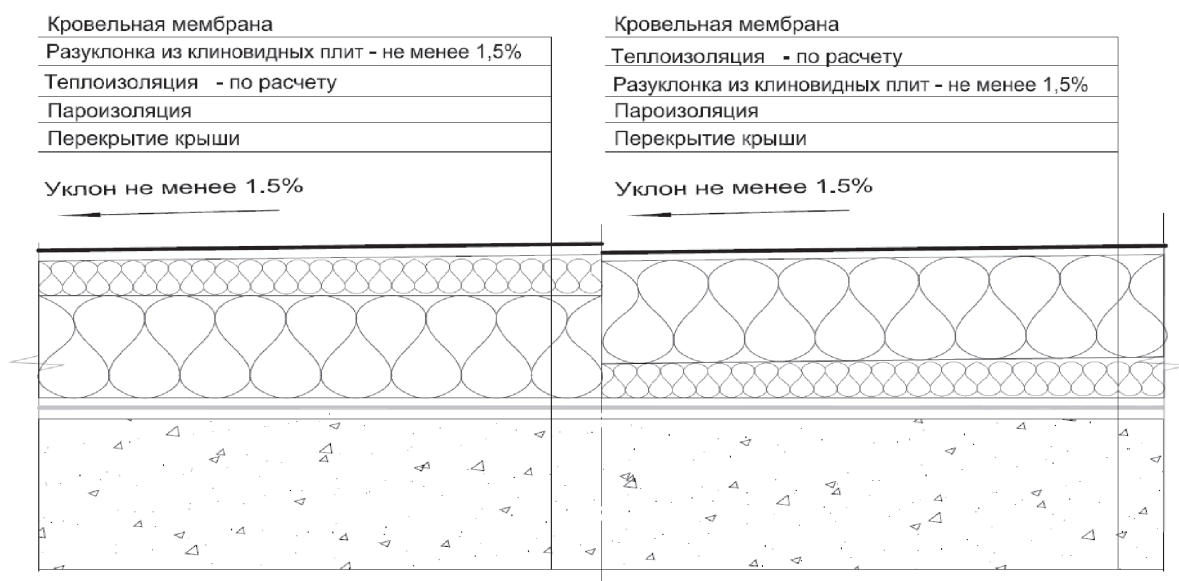 Кровельная мембрана
Разуклонка из клиновидных плит - не менее 1,5%
Теплоизоляция - по расчету
Пароизоляция
Перекрытие крыши
Уклон не менее 1.5%
Кровельная мембрана
Теплоизоляция - по расчету
Разуклонка из клиновидных плит - не менее 1,5%
Пароизоляция
Перекрытие крыши
Уклон не менее 1.5%